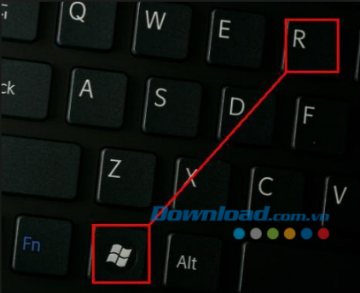 Q W E R
ck A S D F
Z X C V
Download.com.vn
Fn Alt